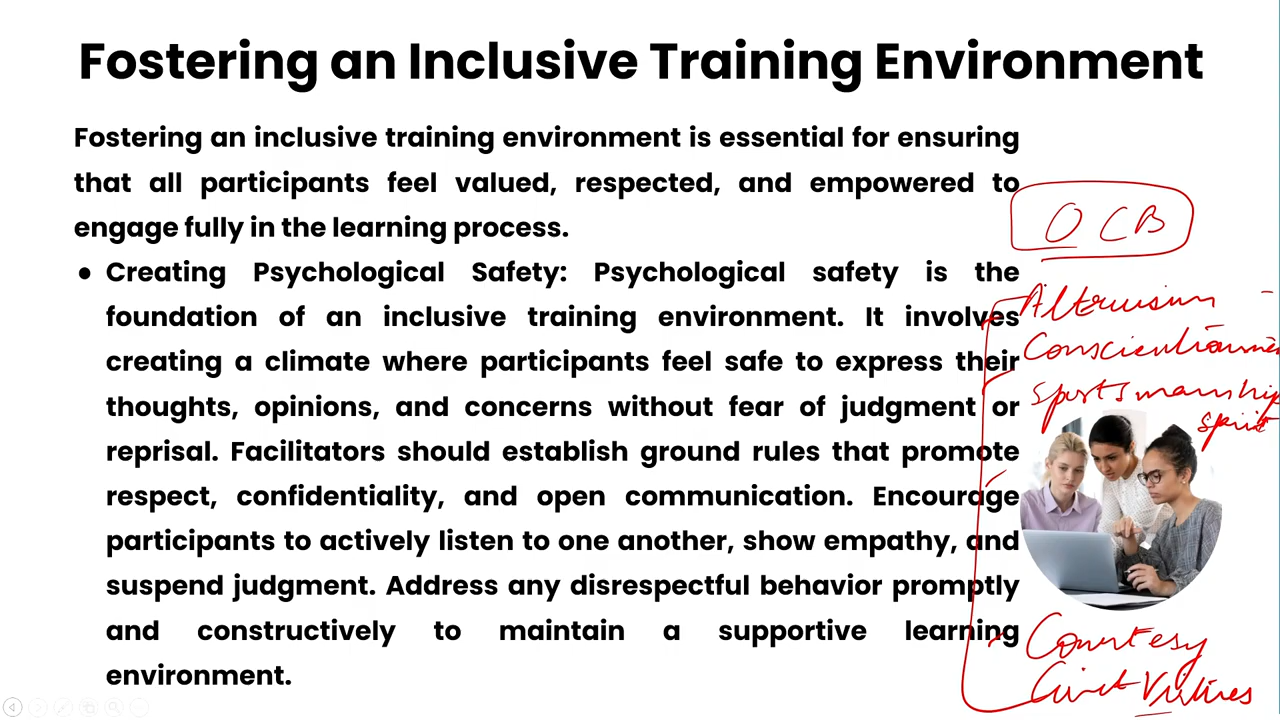 Fostering an Inclusive Training Environment
Fostering an inclusive training environment is essential for ensuring
that all participants feel valued, respected, and empowered to
engage fully in the learning process.
● Creating Psychological Safety: Psychological safety is the
foundation of an inclusive training environment. It involves
creating a climate where participants feel safe to express their
thoughts, opinions, and concerns without fear of judgment or
reprisal. Facilitators should establish ground rules that promote
respect, confidentiality, and open communication. Encourage
participants to actively listen to one another, show empathy, and
suspend judgment. Address any disrespectful behavior promptly
and constructively to maintain a supportive learning
environment.
OCB
Altruism
Sportsmanship
spirit
Courtesy
Virtues